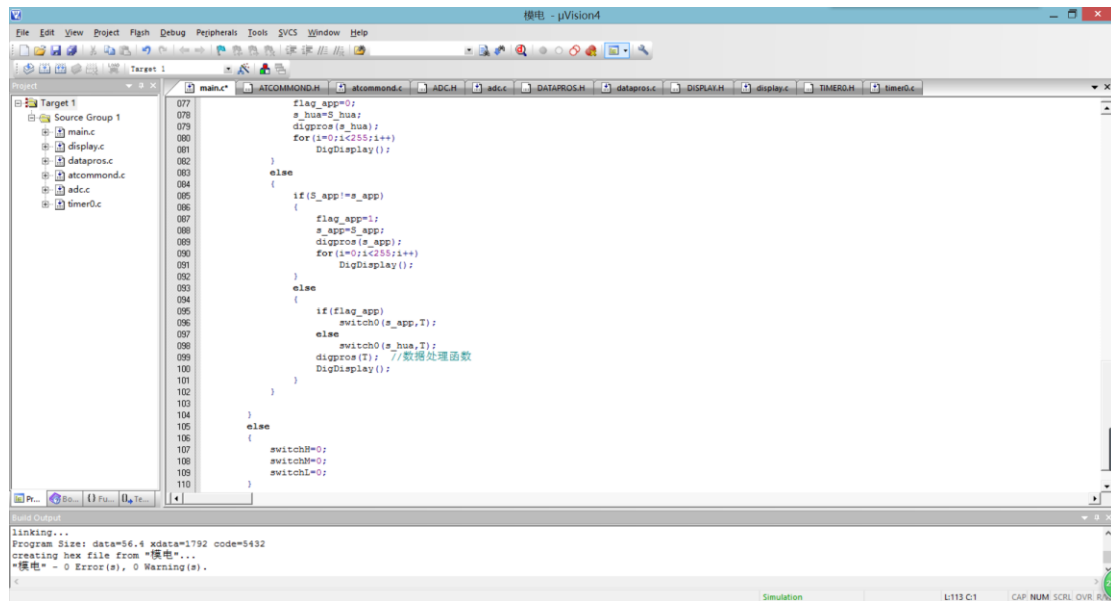 模电 - µVision4
File Edit View Project Flash Debug Peripherals Tools SVCS Window Help
Target 1
Project
main.c* ATCOMMOND.H atcommond.c ADC.H adc.c DATAPROS.H datapros.c DISPLAY.H display.c TIMER0.H timer0.c
Target 1
Source Group 1
main.c
display.c
datapros.c
atcommond.c
adc.c
timer0.c
077 flag_app=0;
078 s_hua=S_hua;
079 digpros(s_hua);
080 for(i=0;i<255;i++)
081 DigDisplay();
082 }
083 else
084 {
085 if(S_app!=s_app)
086 {
087 flag_app=1;
088 s_app=S_app;
089 digpros(s_app);
090 for(i=0;i<255;i++)
091 DigDisplay();
092 }
093 else
094 {
095 if(flag_app)
096 switch0(s_app,T);
097 else
098 switch0(s_hua,T);
099 digpros(T); //数据处理函数
100 DigDisplay();
101 }
102 }
103
104 }
105 else
106 {
107 switchH=0;
108 switchM=0;
109 switchL=0;
110 }
Pr... Bo... {} Fu... 0. Te...
Build Output
linking...
Program Size: data=56.4 xdata=1792 code=5432
creating hex file from "模电"...
"模电" - 0 Error(s), 0 Warning(s).
Simulation L:113 C:1 CAP NUM SCRL OVR